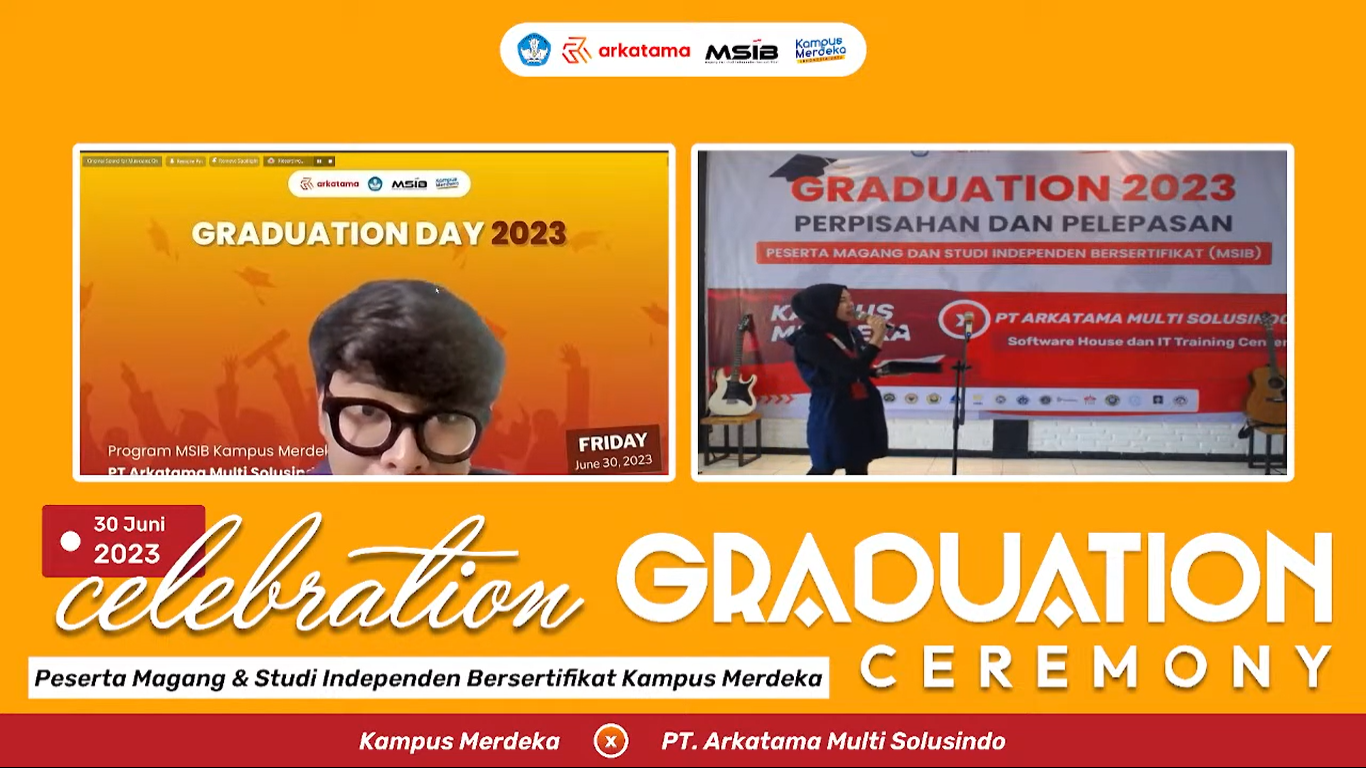 arkatama MSIB Kampus Merdeka
arkatama MSIB Kampus Merdeka
GRADUATION DAY 2023
Program MSIB Kampus Merdek
PT Arkatama Multi Solusin
FRIDAY
June 30, 2023
GRADUATION 2023
PERPISAHAN DAN PELEPASAN
PESERTA MAGANG DAN STUDI INDEPENDEN BERSERTIFIKAT (MSIB)
PT ARKATAMA MULTI SOLUSINDO
Software House dan IT Training Center
30 Juni
2023
celebration
GRADUATION
CEREMONY
Peserta Magang & Studi Independen Bersertifikat Kampus Merdeka
Kampus Merdeka x PT. Arkatama Multi Solusindo